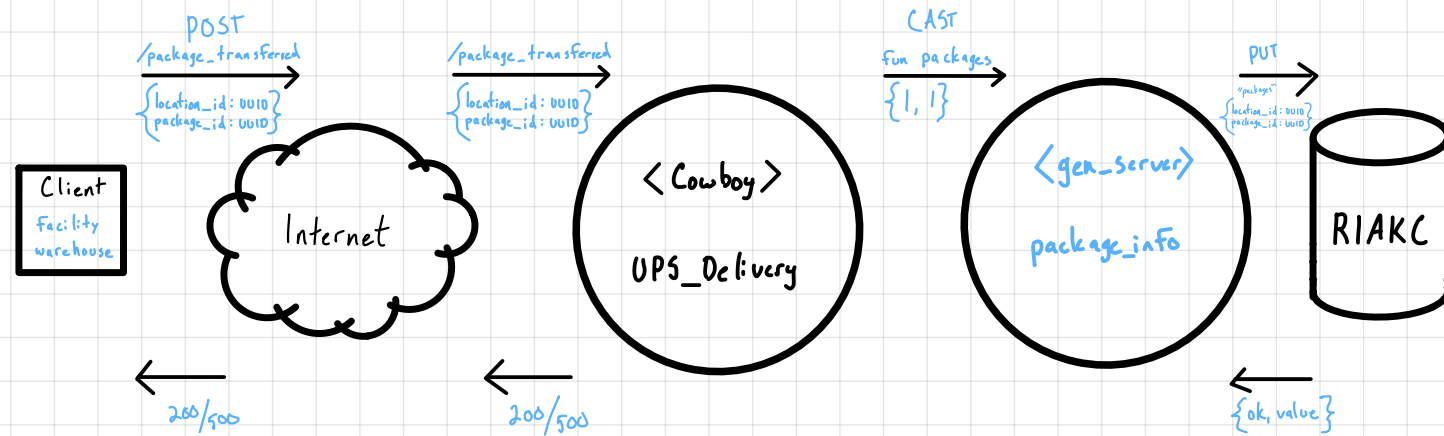 POST
/package_transferred
{location_id: UUID
package_id: UUID}
/package_transferred
{location_id: UUID
package_id: UUID}
CAST
fun packages
{1, 1}
PUT
"packages"
{location_id: UUID
package_id: UUID}
Client
Facility
warehouse
Internet
<Cowboy>
UPS_Delivery
<gen_server>
package_info
RIAKC
200/500
200/500
{ok, value}